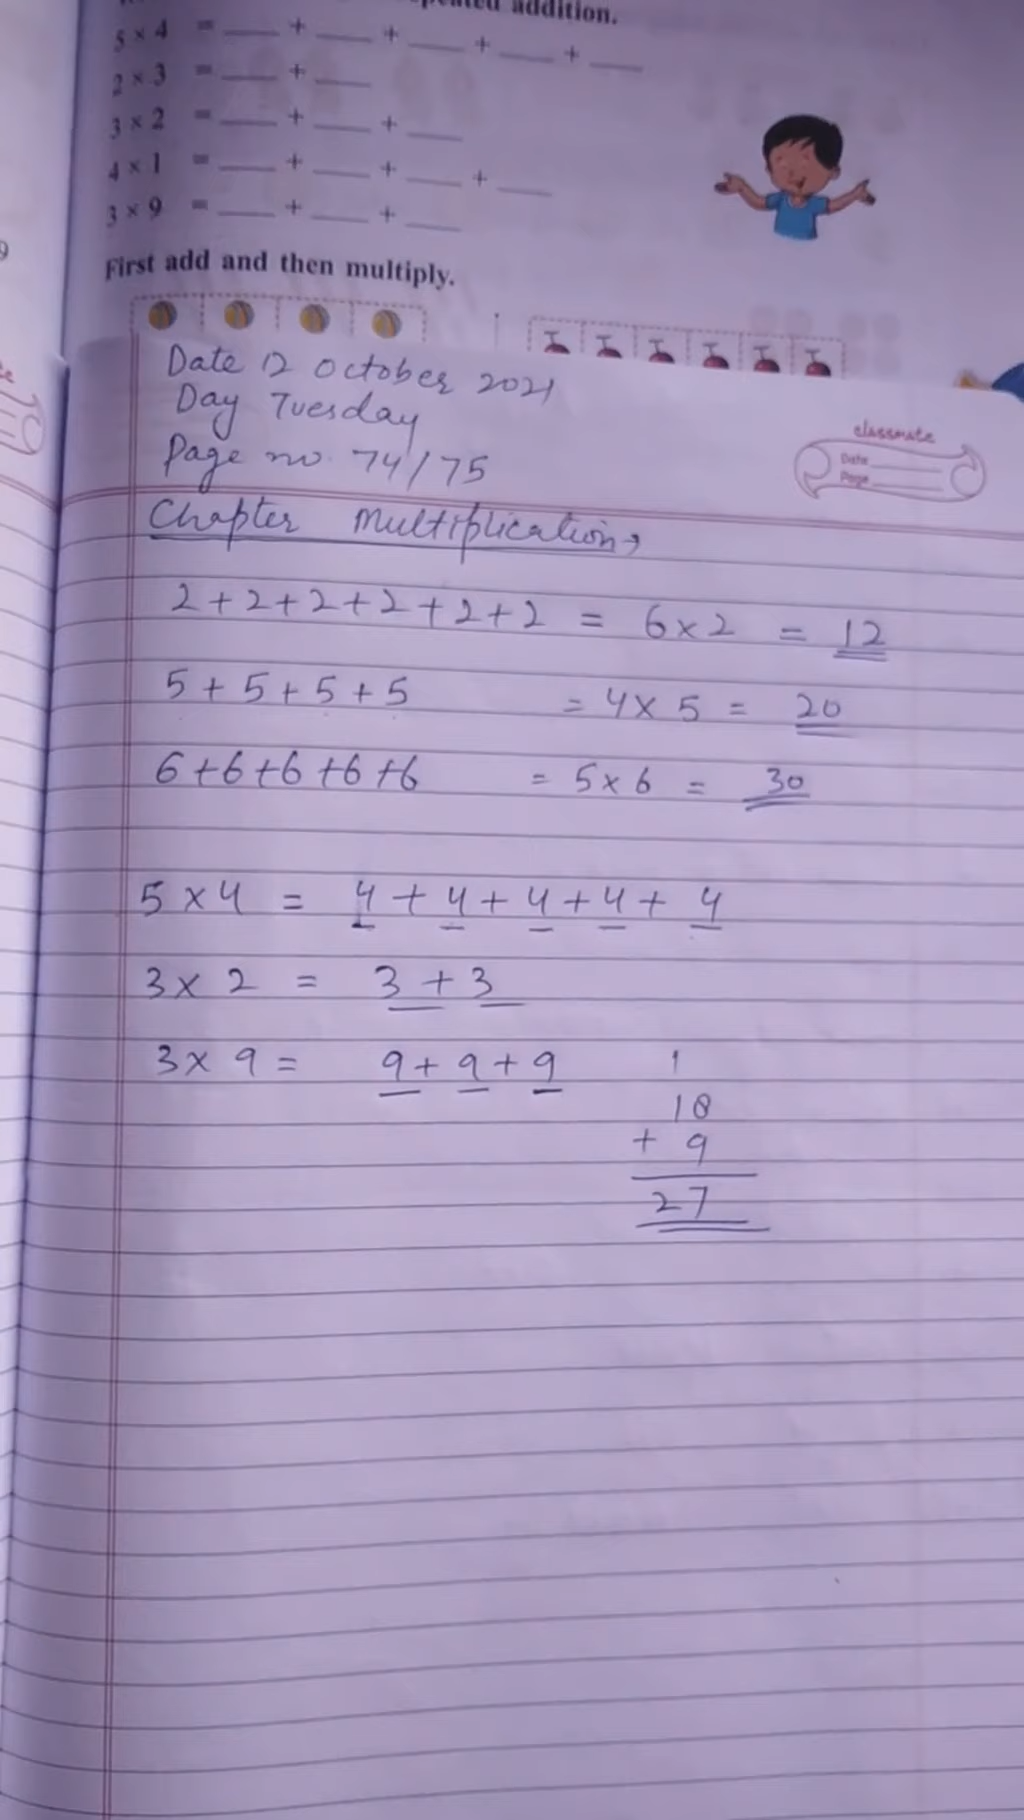 addition.
5 × 4 = ___ + ___ + ___ + ___ + ___
2 × 3 = ___ + ___
3 × 2 = ___ + ___ + ___
4 × 1 = ___ + ___ + ___ + ___
3 × 9 = ___ + ___ + ___
First add and then multiply.
Date 12 October 2021
Day Tuesday
Page no. 74/75
classmate
Date
Page
Chapter Multiplication
2+2+2+2+2+2 = 6×2 = 12
5+5+5+5 = 4×5 = 20
6+6+6+6+6 = 5×6 = 30
5×4 = 4+4+4+4+4
3×2 = 3+3
3×9 = 9+9+9
1
18
+ 9
27